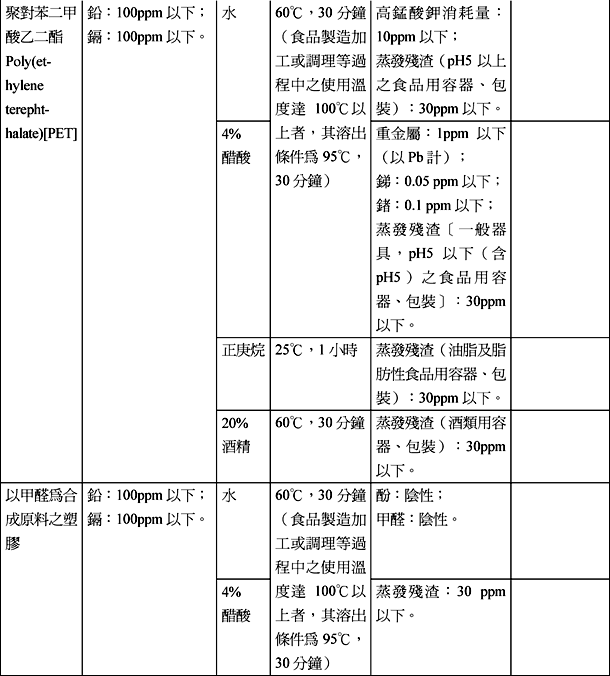 聚對苯二甲
酸乙二酯
Poly(et-
hylene
terepht-
halate)[PET]
鉛：100ppm 以下；
鎘：100ppm 以下。
水
60℃，30 分鐘
（食品製造加
工或調理等過
程中之使用溫
度達 100℃以
上者，其溶出
條件為 95℃，
30 分鐘）
高錳酸鉀消耗量：
10ppm 以下；
蒸發殘渣（pH5 以上
之食品用容器、包
裝）：30ppm 以下。
4%
醋酸
重金屬：1ppm 以下
（以 Pb 計）；
銻：0.05 ppm 以下；
鍺：0.1 ppm 以下；
蒸發殘渣〔一般器
具，pH5 以下（含
pH5）之食品用容
器、包裝〕：30ppm
以下。
正庚烷
25℃，1 小時
蒸發殘渣（油脂及脂
肪性食品用容器、包
裝）：30ppm 以下。
20%
酒精
60℃，30 分鐘
蒸發殘渣（酒類用容
器、包裝）：30ppm
以下。
以甲醛為合
成原料之塑
膠
鉛：100ppm 以下；
鎘：100ppm 以下。
水
60℃，30 分鐘
（食品製造加
工或調理等過
程中之使用溫
度達 100℃以
上者，其溶出
條件為 95℃，
30 分鐘）
酚：陰性；
甲醛：陰性。
4%
醋酸
蒸發殘渣：30 ppm
以下。